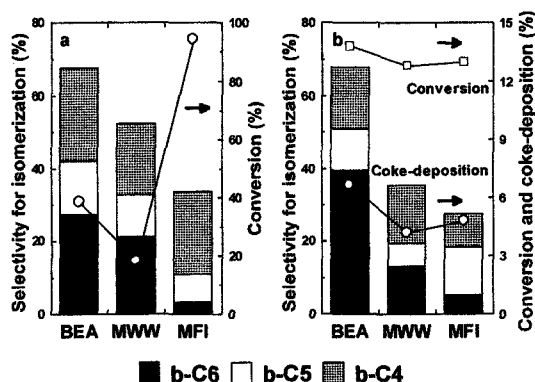 a
Selectivity for isomerization (%)
80
60
40
20
0
Conversion (%)
100
80
60
40
20
0
BEA MWW MFI
b
Selectivity for isomerization (%)
80
60
40
20
0
Conversion
Coke-deposition
Conversion and coke-deposition (%)
15
12
9
6
3
0
BEA MWW MFI
b-C6 b-C5 b-C4